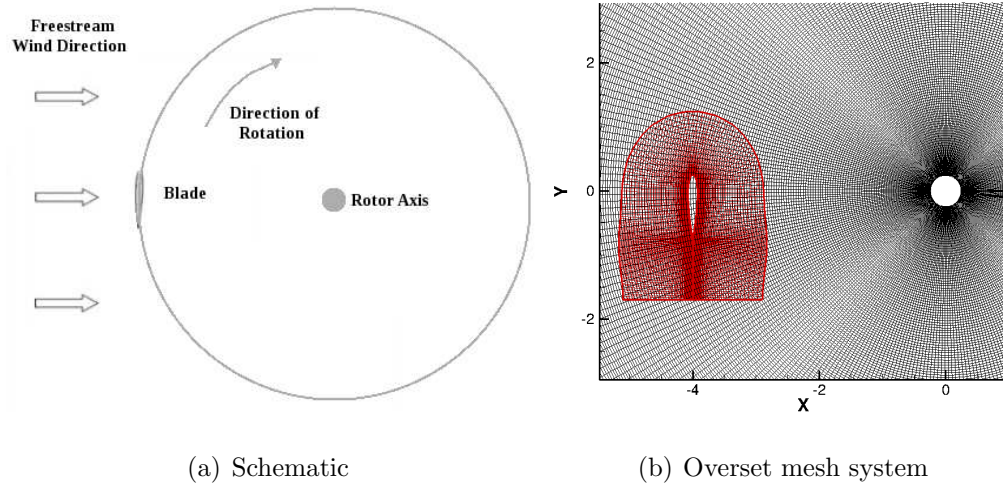 Freestream
Wind Direction
Direction of
Rotation
Blade
Rotor Axis
(a) Schematic
2
0
-2
Y
-4
-2
0
X
(b) Overset mesh system